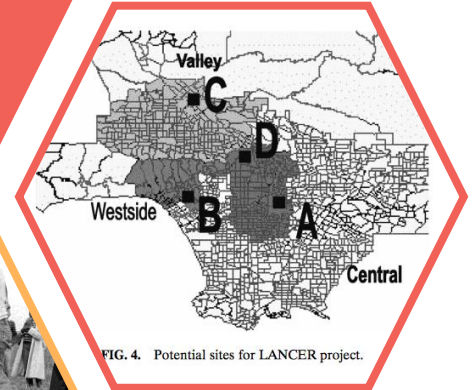 Valley
C
D
Westside
B
A
Central
FIG. 4. Potential sites for LANCER project.